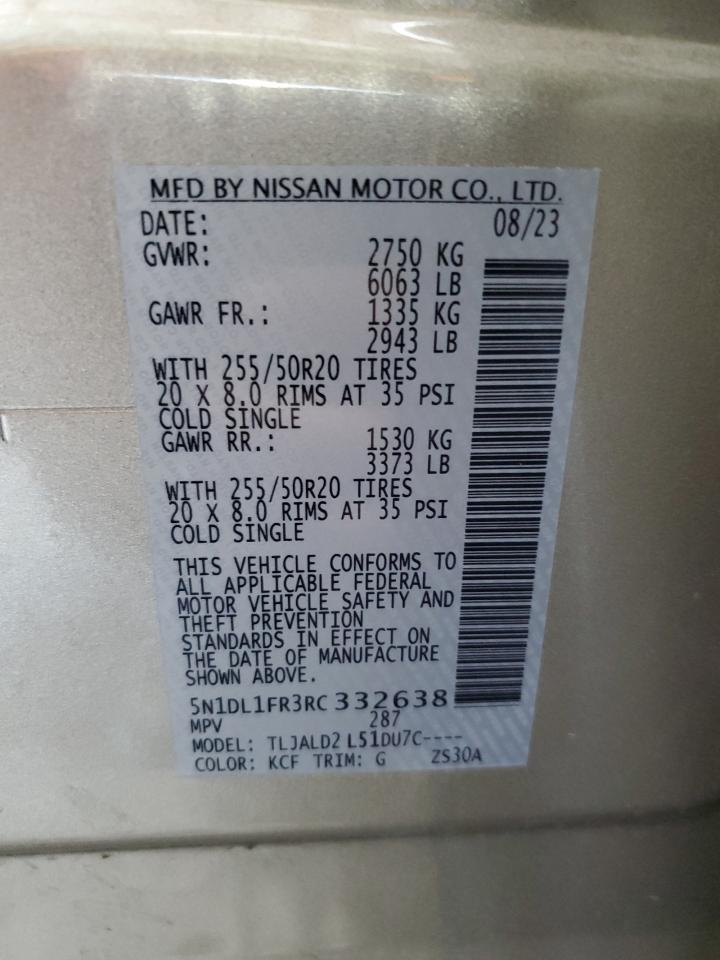 MFD BY NISSAN MOTOR CO., LTD.
DATE: 08/23
GVWR: 2750 KG
6063 LB
GAWR FR.: 1335 KG
2943 LB
WITH 255/50R20 TIRES
20 X 8.0 RIMS AT 35 PSI
COLD SINGLE
GAWR RR.: 1530 KG
3373 LB
WITH 255/50R20 TIRES
20 X 8.0 RIMS AT 35 PSI
COLD SINGLE
THIS VEHICLE CONFORMS TO
ALL APPLICABLE FEDERAL
MOTOR VEHICLE SAFETY AND
THEFT PREVENTION
STANDARDS IN EFFECT ON
THE DATE OF MANUFACTURE
SHOWN ABOVE.
5N1DL1FR3RC 332638
MPV 287
MODEL: TLJALD2 L51DU7C----
COLOR: KCF TRIM: G ZS30A